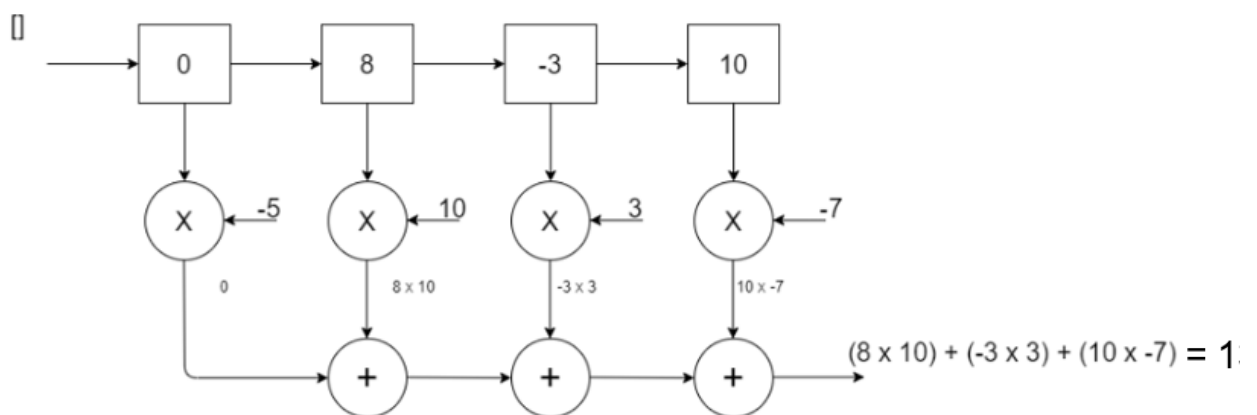 []
0 8 -3 10
X -5 X 10 X 3 X -7
0 8 x 10 -3 x 3 10 x -7
(8 x 10) + (-3 x 3) + (10 x -7) = 1
+ + +